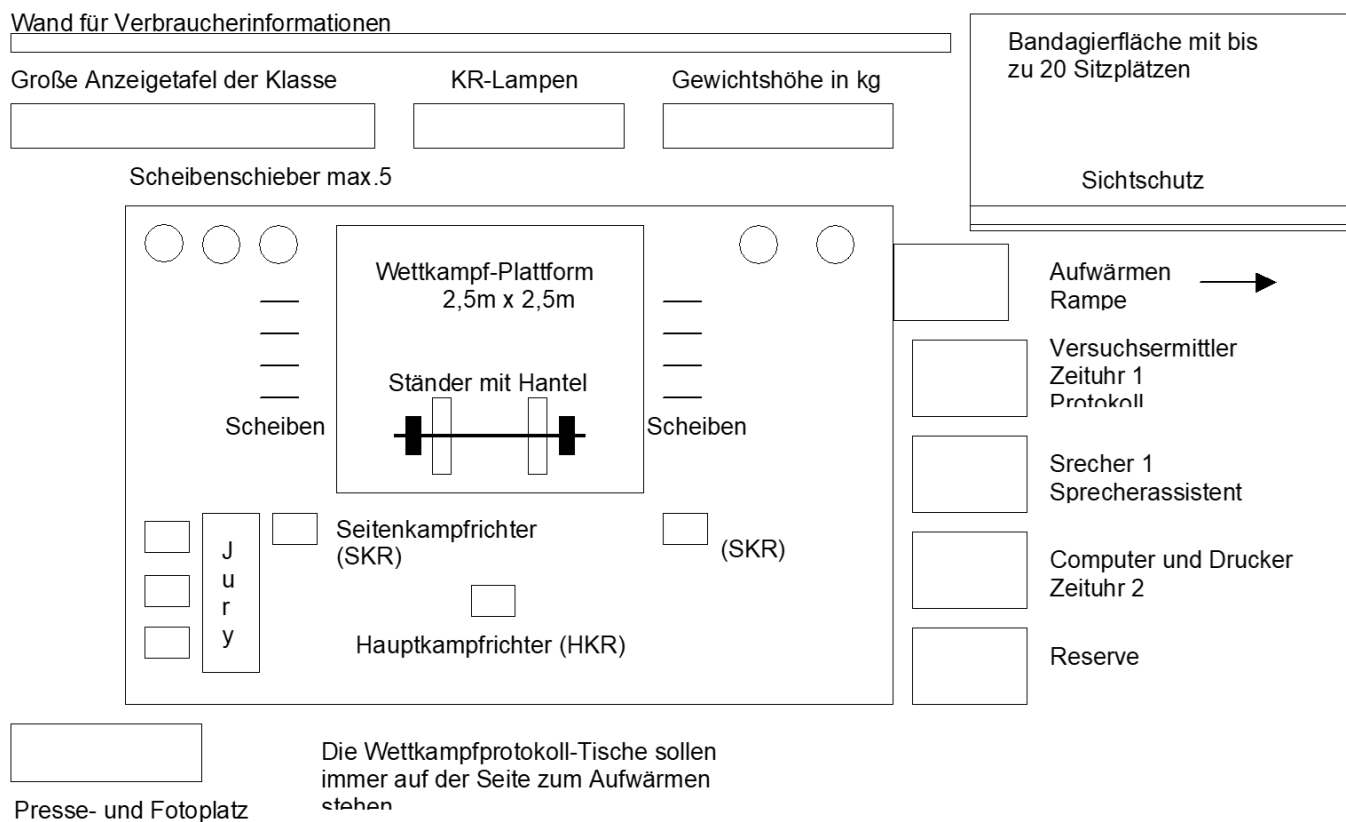 Wand für Verbraucherinformationen
Bandagierfläche mit bis
zu 20 Sitzplätzen
Große Anzeigetafel der Klasse
KR-Lampen
Gewichtshöhe in kg
Scheibenschieber max.5
Sichtschutz
Wettkampf-Plattform
2,5m x 2,5m
Aufwärmen
Rampe
Versuchsermittler
Zeituhr 1
Protokoll
Ständer mit Hantel
Scheiben
Scheiben
Srecher 1
Sprecherassistent
Seitenkampfrichter
(SKR)
(SKR)
J
u
r
y
Computer und Drucker
Zeituhr 2
Hauptkampfrichter (HKR)
Reserve
Die Wettkampfprotokoll-Tische sollen
immer auf der Seite zum Aufwärmen
stehen
Presse- und Fotoplatz